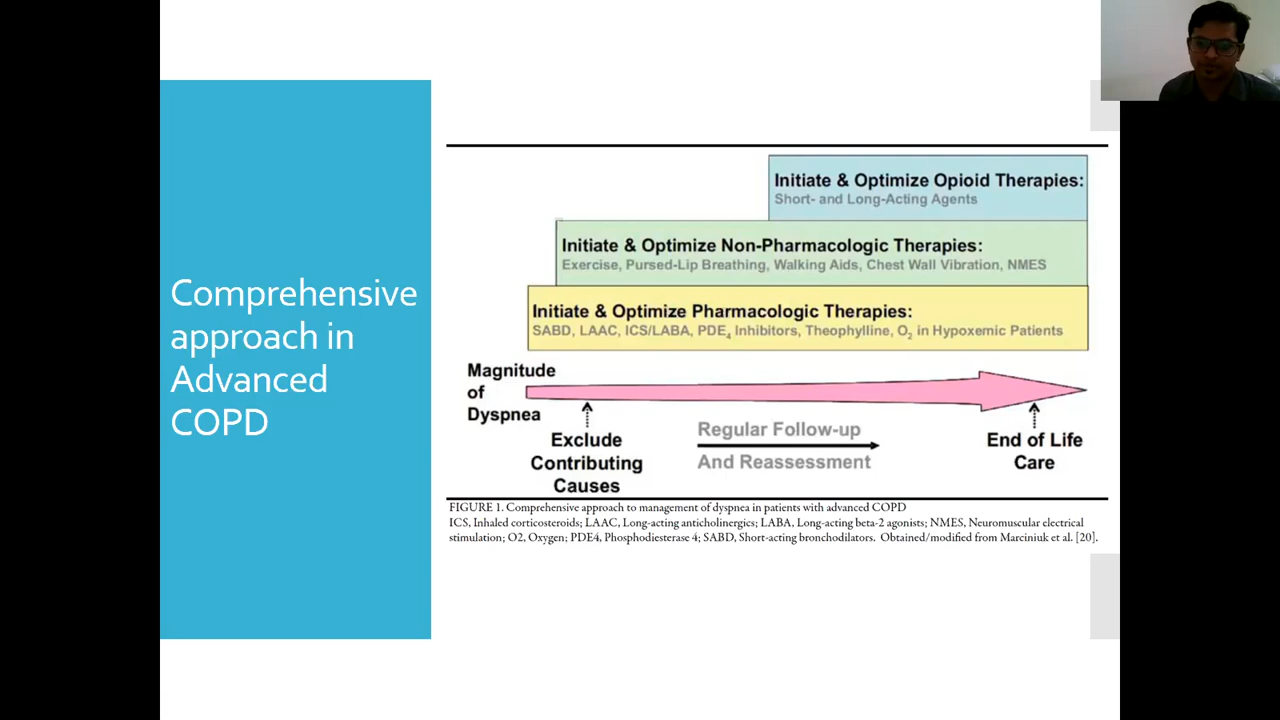 Comprehensive
approach in
Advanced
COPD
Initiate & Optimize Opioid Therapies:
Short- and Long-Acting Agents
Initiate & Optimize Non-Pharmacologic Therapies:
Exercise, Pursed-Lip Breathing, Walking Aids, Chest Wall Vibration, NMES
Initiate & Optimize Pharmacologic Therapies:
SABD, LAAC, ICS/LABA, PDE4 Inhibitors, Theophylline, O2 in Hypoxemic Patients
Magnitude
of
Dyspnea
Exclude
Contributing
Causes
Regular Follow-up
And Reassessment
End of Life
Care
FIGURE 1. Comprehensive approach to management of dyspnea in patients with advanced COPD
ICS, Inhaled corticosteroids; LAAC, Long-acting anticholinergics; LABA, Long-acting beta-2 agonists; NMES, Neuromuscular electrical
stimulation; O2, Oxygen; PDE4, Phosphodiesterase 4; SABD, Short-acting bronchodilators. Obtained/modified from Marciniuk et al. [20].